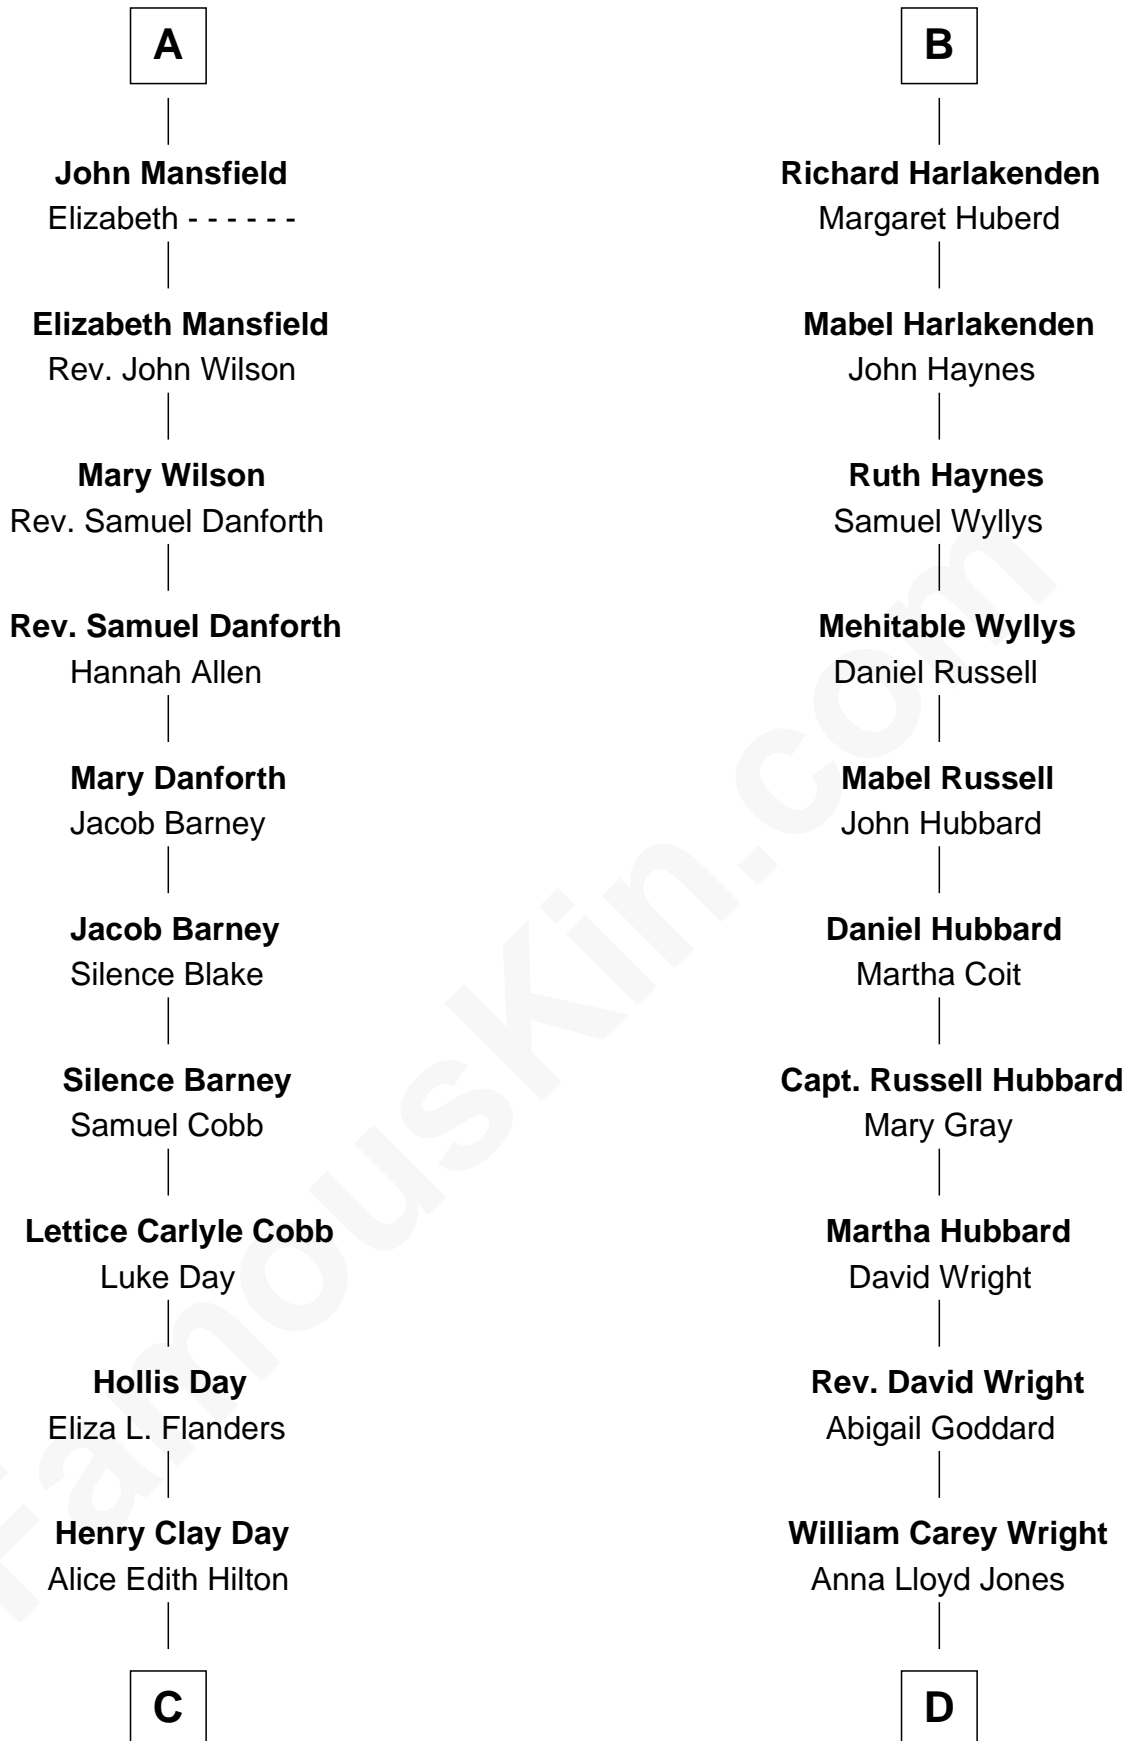 A
John Mansfield
Elizabeth - - - - - -
Elizabeth Mansfield
Rev. John Wilson
Mary Wilson
Rev. Samuel Danforth
Rev. Samuel Danforth
Hannah Allen
Mary Danforth
Jacob Barney
Jacob Barney
Silence Blake
Silence Barney
Samuel Cobb
Lettice Carlyle Cobb
Luke Day
Hollis Day
Eliza L. Flanders
Henry Clay Day
Alice Edith Hilton
C
B
Richard Harlakenden
Margaret Huberd
Mabel Harlakenden
John Haynes
Ruth Haynes
Samuel Wyllys
Mehitable Wyllys
Daniel Russell
Mabel Russell
John Hubbard
Daniel Hubbard
Martha Coit
Capt. Russell Hubbard
Mary Gray
Martha Hubbard
David Wright
Rev. David Wright
Abigail Goddard
William Carey Wright
Anna Lloyd Jones
D
FamousKin.com